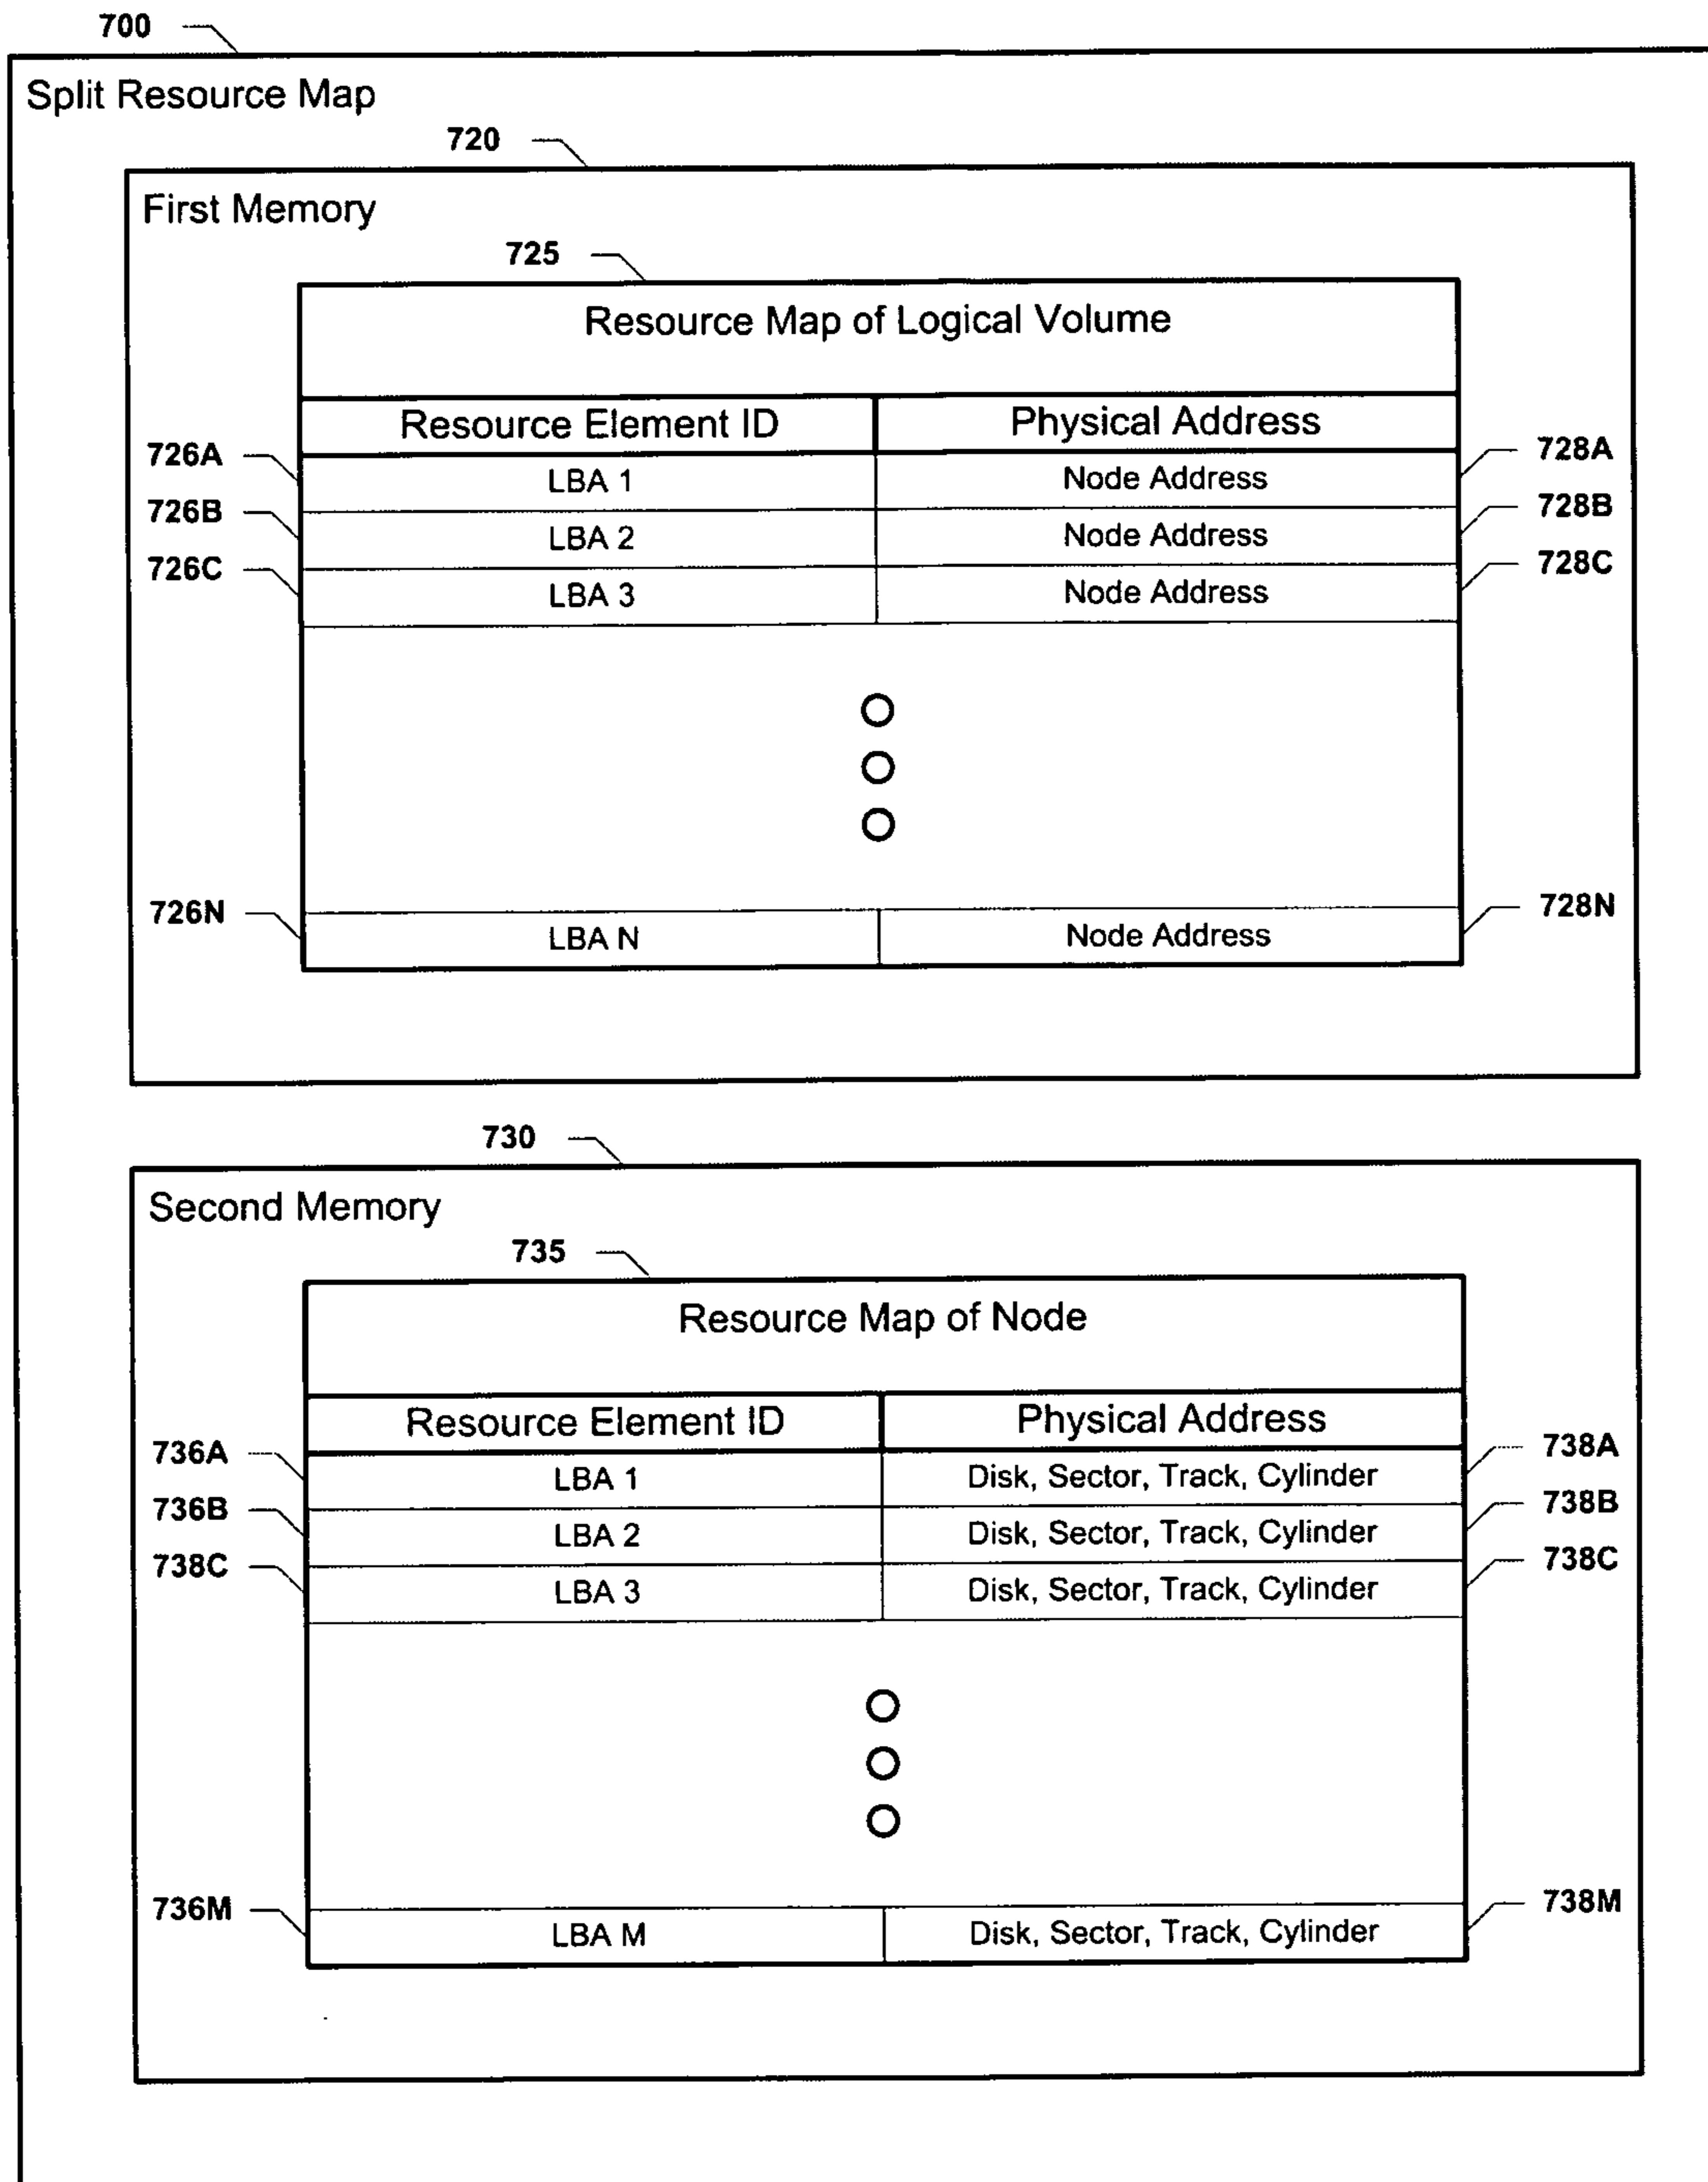 700
Split Resource Map
720
First Memory
725
Resource Map of Logical Volume
Resource Element ID Physical Address
726A LBA 1 Node Address 728A
726B LBA 2 Node Address 728B
726C LBA 3 Node Address 728C
726N LBA N Node Address 728N
730
Second Memory
735
Resource Map of Node
Resource Element ID Physical Address
736A LBA 1 Disk, Sector, Track, Cylinder 738A
736B LBA 2 Disk, Sector, Track, Cylinder 738B
738C LBA 3 Disk, Sector, Track, Cylinder 738C
736M LBA M Disk, Sector, Track, Cylinder 738M